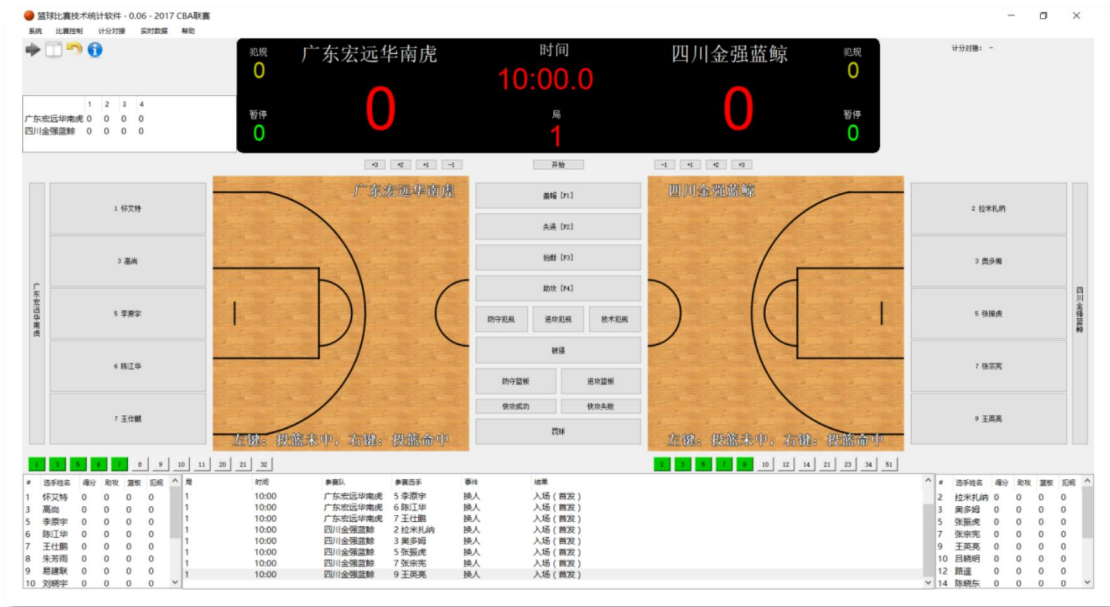 篮球比赛技术统计软件 - 0.06 - 2017 CBA联赛
系统 比赛控制 计分对接 实时数据 帮助
犯规 广东宏远华南虎 时间 四川金强蓝鲸 犯规
0 10:00.0 0
0 0
暂停 局 暂停
0 1 0
计分对接： -
1 2 3 4
广东宏远华南虎 0 0 0 0
四川金强蓝鲸 0 0 0 0
+3 +2 +1 -1 开始 -1 +1 +2 +3
广东宏远华南虎
1 怀艾特
3 高尚
5 李原宇
6 陈江华
7 王仕鹏
广东宏远华南虎
左键：投篮未中，右键：投篮命中
盖帽 [F1]
失误 [F2]
抢断 [F3]
助攻 [F4]
防守犯规 进攻犯规 技术犯规
被侵
防守篮板 进攻篮板
快攻成功 快攻失败
罚球
四川金强蓝鲸
左键：投篮未中，右键：投篮命中
2 拉米扎纳
3 奥多姆
5 张振虎
7 张宗宪
9 王英亮
四川金强蓝鲸
1 3 5 6 7 8 9 10 11 20 21 32
2 3 5 7 9 10 12 14 21 23 34 51
# 选手姓名 得分 助攻 篮板 犯规
1 怀艾特 0 0 0 0
3 高尚 0 0 0 0
5 李原宇 0 0 0 0
6 陈江华 0 0 0 0
7 王仕鹏 0 0 0 0
8 朱芳雨 0 0 0 0
9 易建联 0 0 0 0
10 刘晓宇 0 0 0 0
局 时间 参赛队 参赛选手 事件 结果
1 10:00 广东宏远华南虎 5 李原宇 换人 入场 ( 首发 )
1 10:00 广东宏远华南虎 6 陈江华 换人 入场 ( 首发 )
1 10:00 广东宏远华南虎 7 王仕鹏 换人 入场 ( 首发 )
1 10:00 四川金强蓝鲸 2 拉米扎纳 换人 入场 ( 首发 )
1 10:00 四川金强蓝鲸 3 奥多姆 换人 入场 ( 首发 )
1 10:00 四川金强蓝鲸 5 张振虎 换人 入场 ( 首发 )
1 10:00 四川金强蓝鲸 7 张宗宪 换人 入场 ( 首发 )
1 10:00 四川金强蓝鲸 9 王英亮 换人 入场 ( 首发 )
# 选手姓名 得分 助攻 篮板 犯规
2 拉米扎纳 0 0 0 0
3 奥多姆 0 0 0 0
5 张振虎 0 0 0 0
7 张宗宪 0 0 0 0
9 王英亮 0 0 0 0
10 吕晓明 0 0 0 0
12 路遥 0 0 0 0
14 陈晓东 0 0 0 0